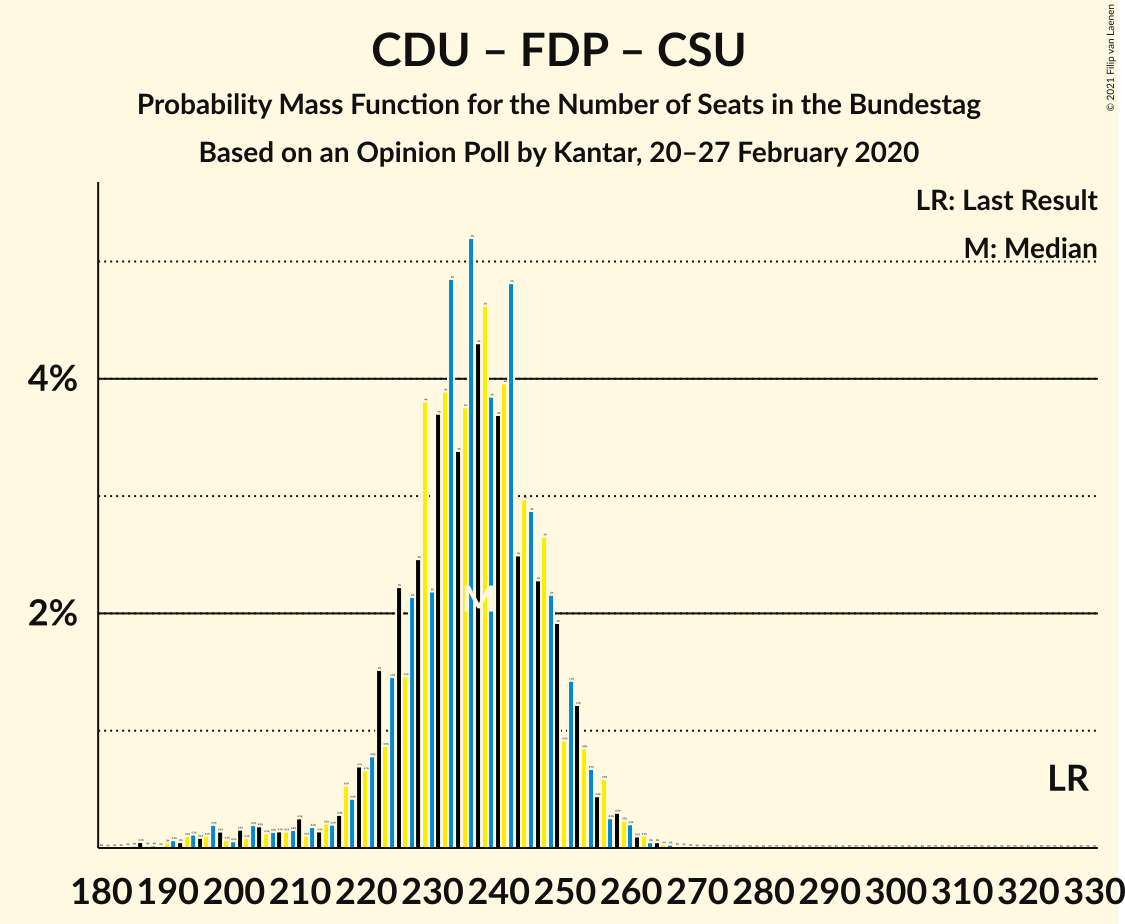 CDU – FDP – CSU
Probability Mass Function for the Number of Seats in the Bundestag
Based on an Opinion Poll by Kantar, 20–27 February 2020
© 2021 Filip van Laenen
LR: Last Result
M: Median
4%
2%
M
LR
180 190 200 210 220 230 240 250 260 270 280 290 300 310 320 330